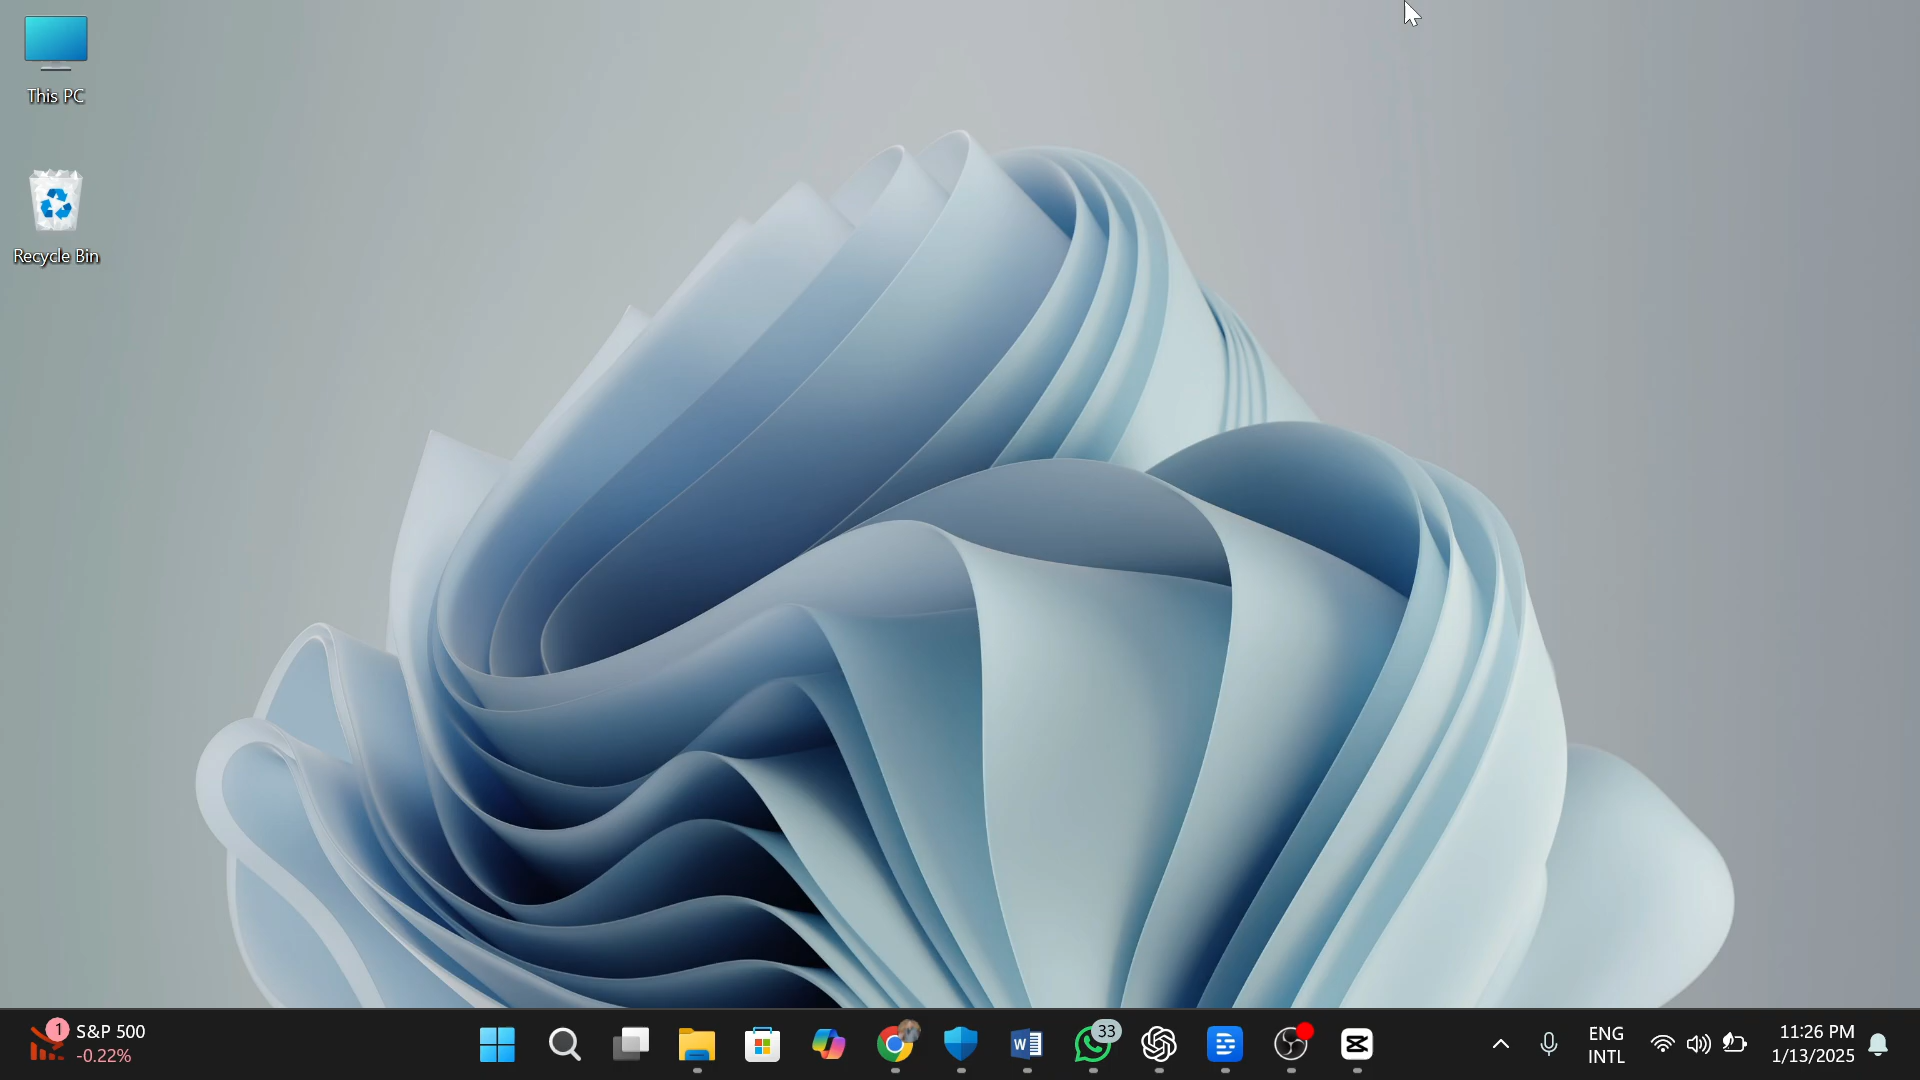 This PC
Recycle Bin
1
S&P 500
-0.22%
W
33
ENG
INTL
11:26 PM
1/13/2025